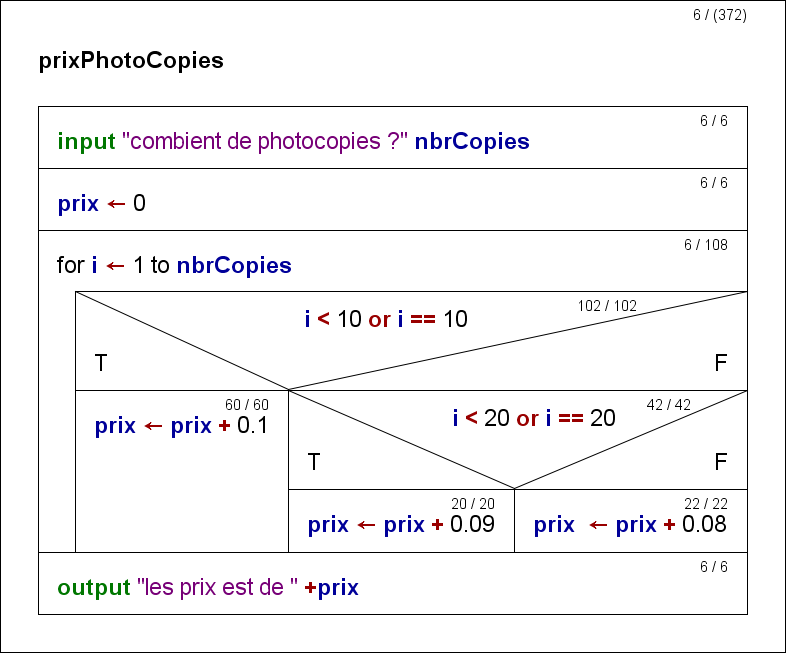 6 / (372)
prixPhotoCopies
6 / 6
input "combient de photocopies ?" nbrCopies
6 / 6
prix ← 0
6 / 108
for i ← 1 to nbrCopies
102 / 102
i < 10 or i == 10
T F
60 / 60
prix ← prix + 0.1
42 / 42
i < 20 or i == 20
T F
20 / 20
prix ← prix + 0.09
22 / 22
prix ← prix + 0.08
6 / 6
output "les prix est de " +prix